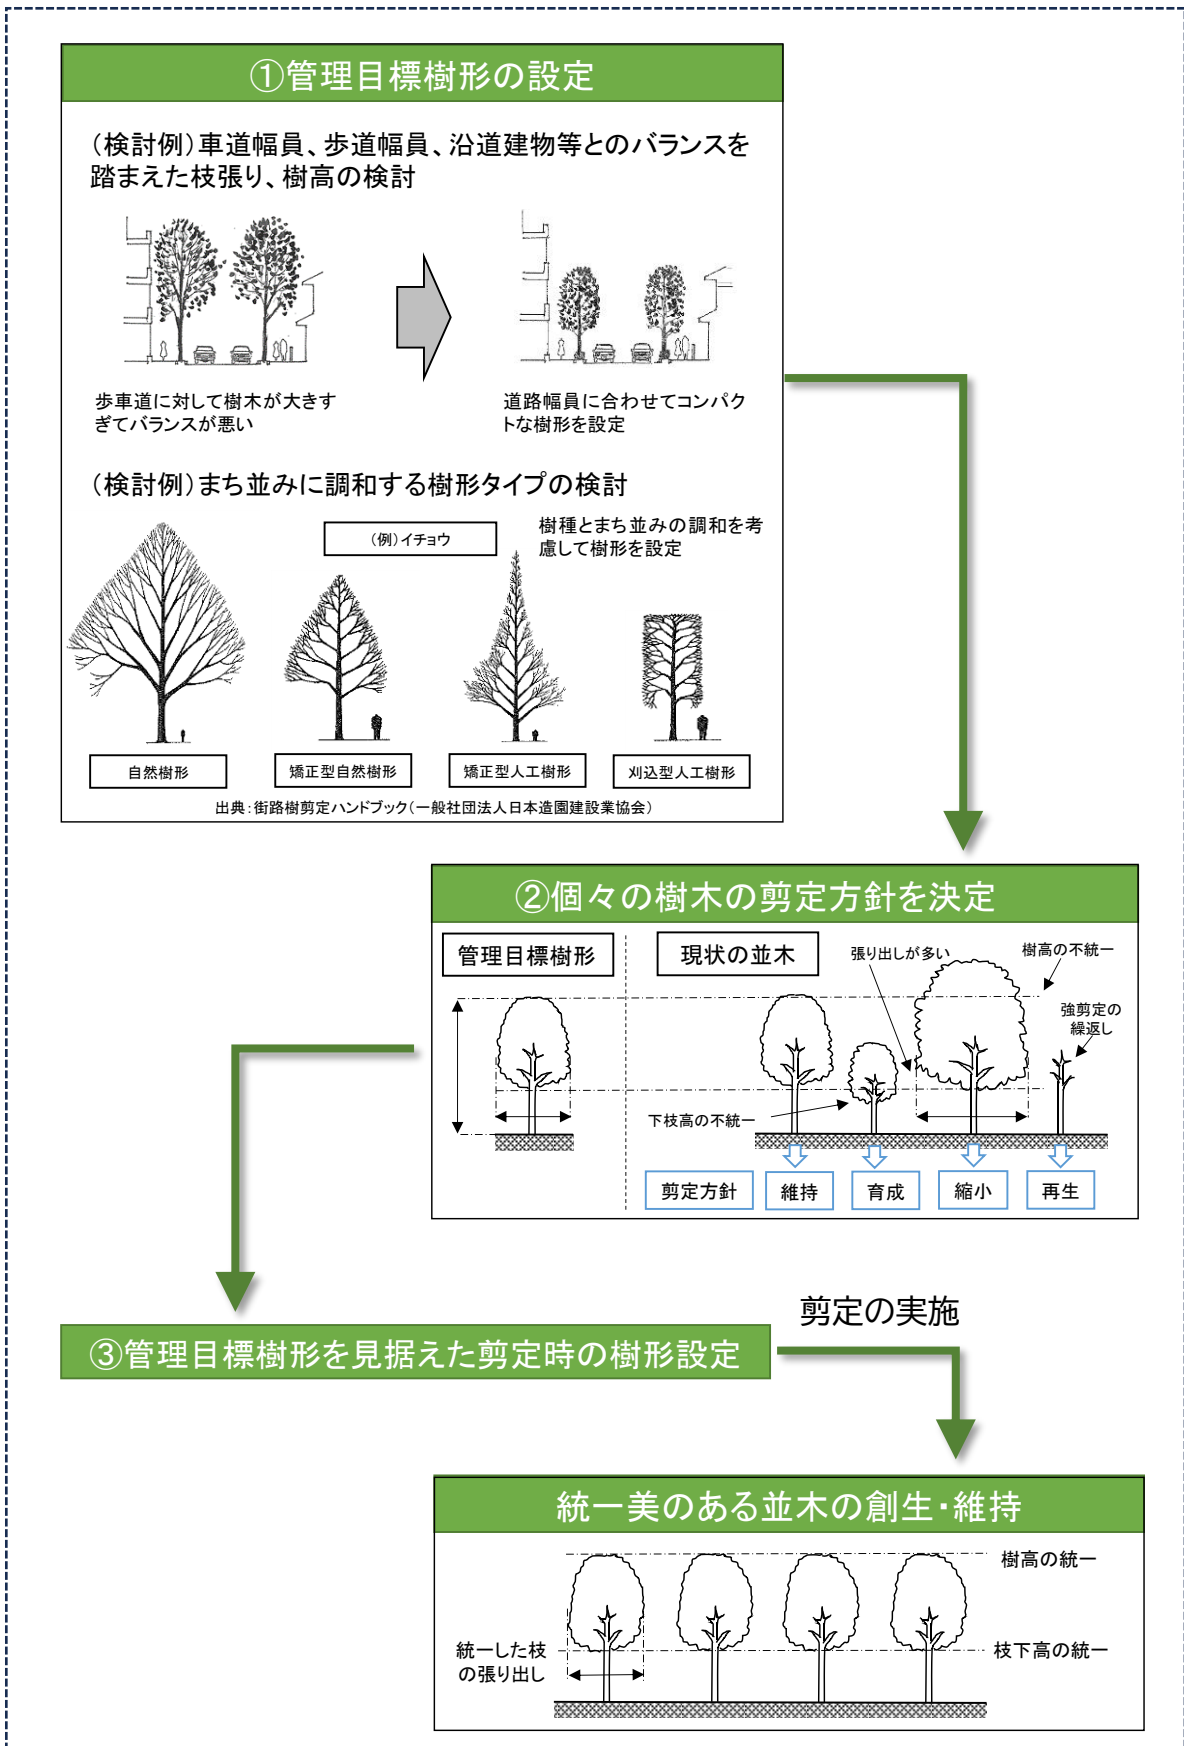 ①管理目標樹形の設定
（検討例）車道幅員、歩道幅員、沿道建物等とのバランスを
踏まえた枝張り、樹高の検討
歩車道に対して樹木が大きす
ぎてバランスが悪い
道路幅員に合わせてコンパク
トな樹形を設定
（検討例）まち並みに調和する樹形タイプの検討
（例）イチョウ
樹種とまち並みの調和を考
慮して樹形を設定
自然樹形
矯正型自然樹形
矯正型人工樹形
刈込型人工樹形
出典：街路樹剪定ハンドブック（一般社団法人日本造園建設業協会）
②個々の樹木の剪定方針を決定
管理目標樹形
現状の並木
張り出しが多い
樹高の不統一
強剪定の
繰返し
下枝高の不統一
剪定方針
維持
育成
縮小
再生
剪定の実施
③管理目標樹形を見据えた剪定時の樹形設定
統一美のある並木の創生・維持
樹高の統一
統一した枝
の張り出し
枝下高の統一